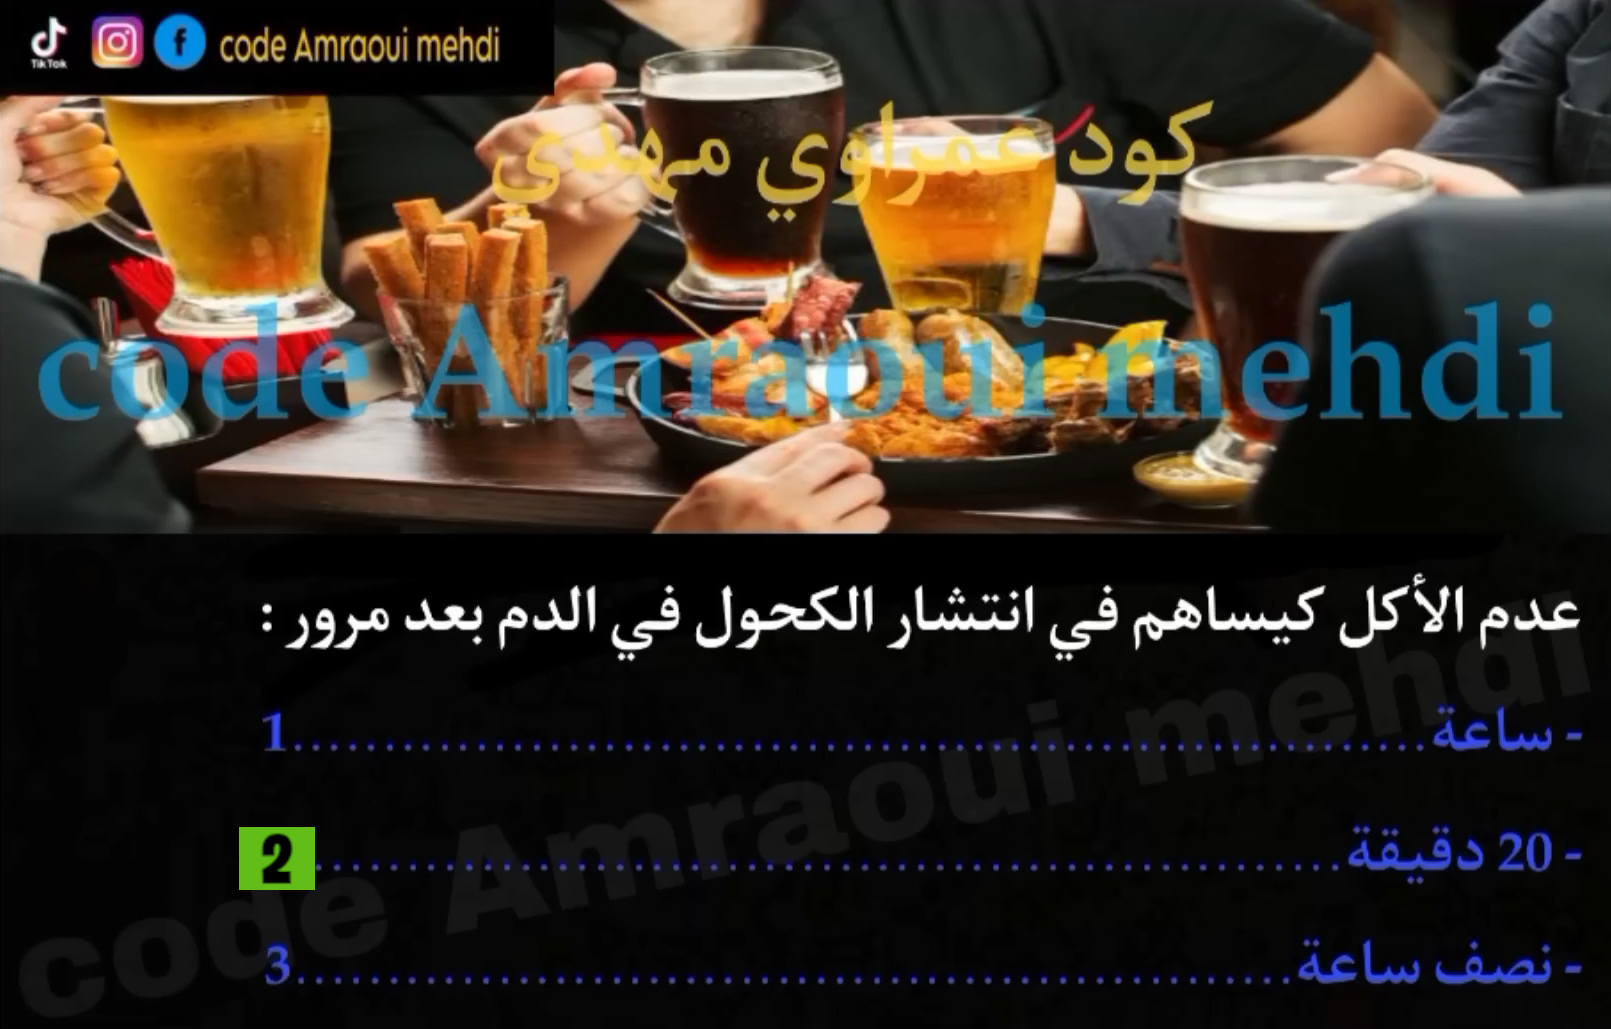 TikTok
code Amraoui mehdi
كود عمراوي مهدي
code Amraoui mehdi
عدم الأكل كيساهم في انتشار الكحول في الدم بعد مرور :
- ساعة........................................................1
- 20 دقيقة...................................................2
- نصف ساعة.................................................3
code Amraoui mehdi